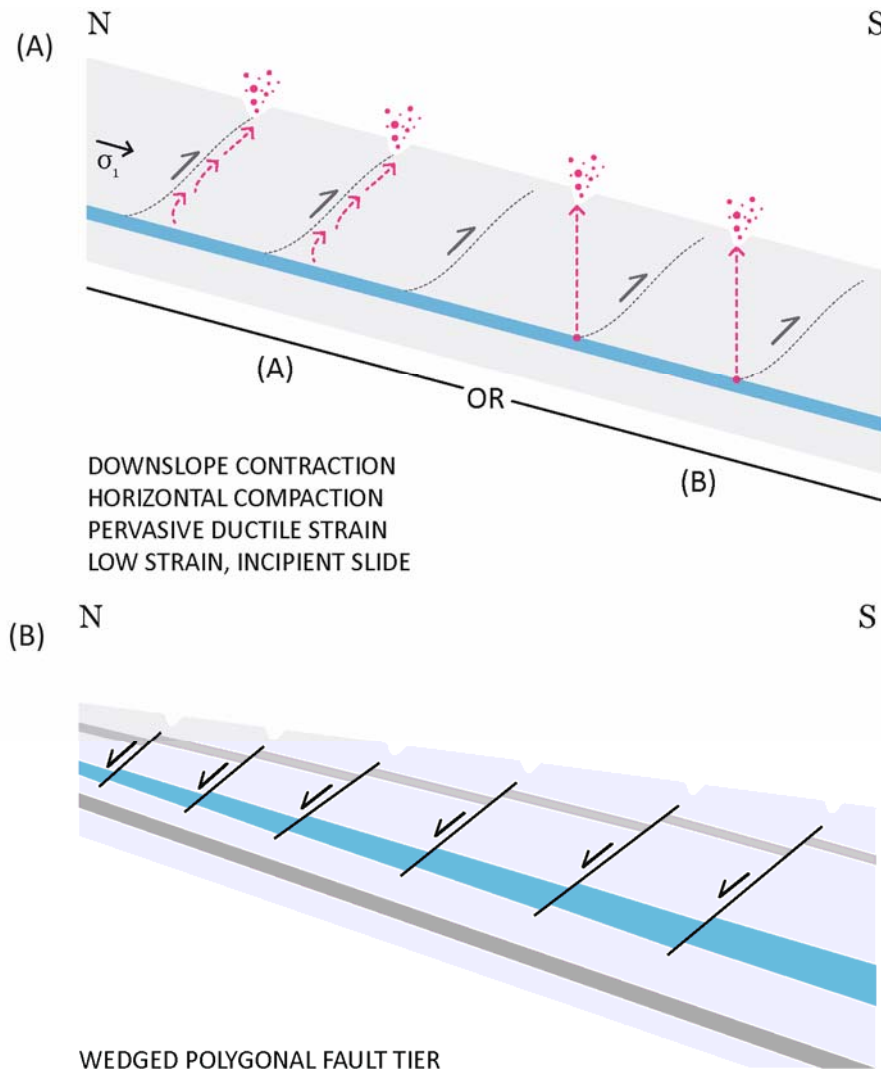 N S
(A)
σ1
(A)
OR
(B)
DOWNSLOPE CONTRACTION
HORIZONTAL COMPACTION
PERVASIVE DUCTILE STRAIN
LOW STRAIN, INCIPIENT SLIDE
N S
(B)
WEDGED POLYGONAL FAULT TIER